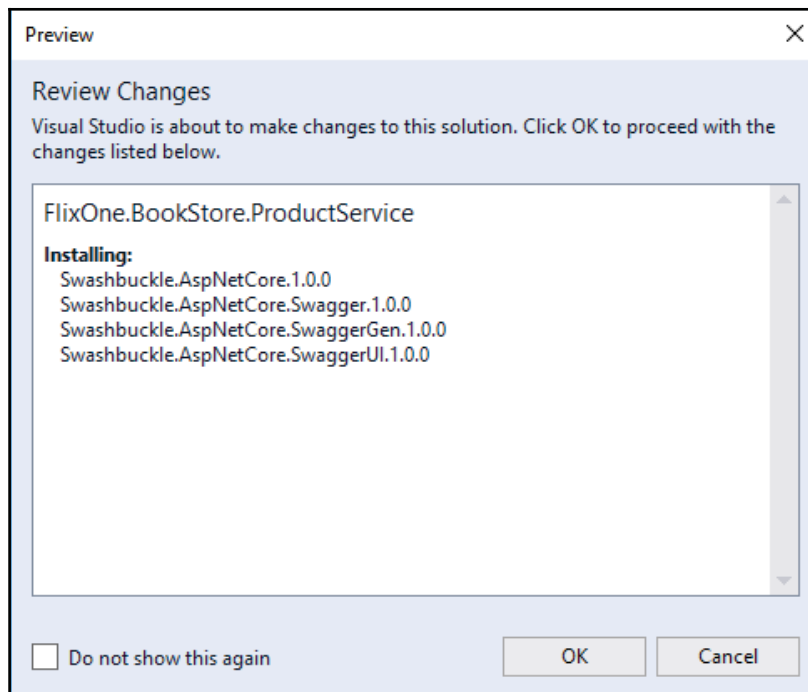 Preview
Review Changes
Visual Studio is about to make changes to this solution. Click OK to proceed with the
changes listed below.
FlixOne.BookStore.ProductService
Installing:
Swashbuckle.AspNetCore.1.0.0
Swashbuckle.AspNetCore.Swagger.1.0.0
Swashbuckle.AspNetCore.SwaggerGen.1.0.0
Swashbuckle.AspNetCore.SwaggerUI.1.0.0
Do not show this again
OK
Cancel